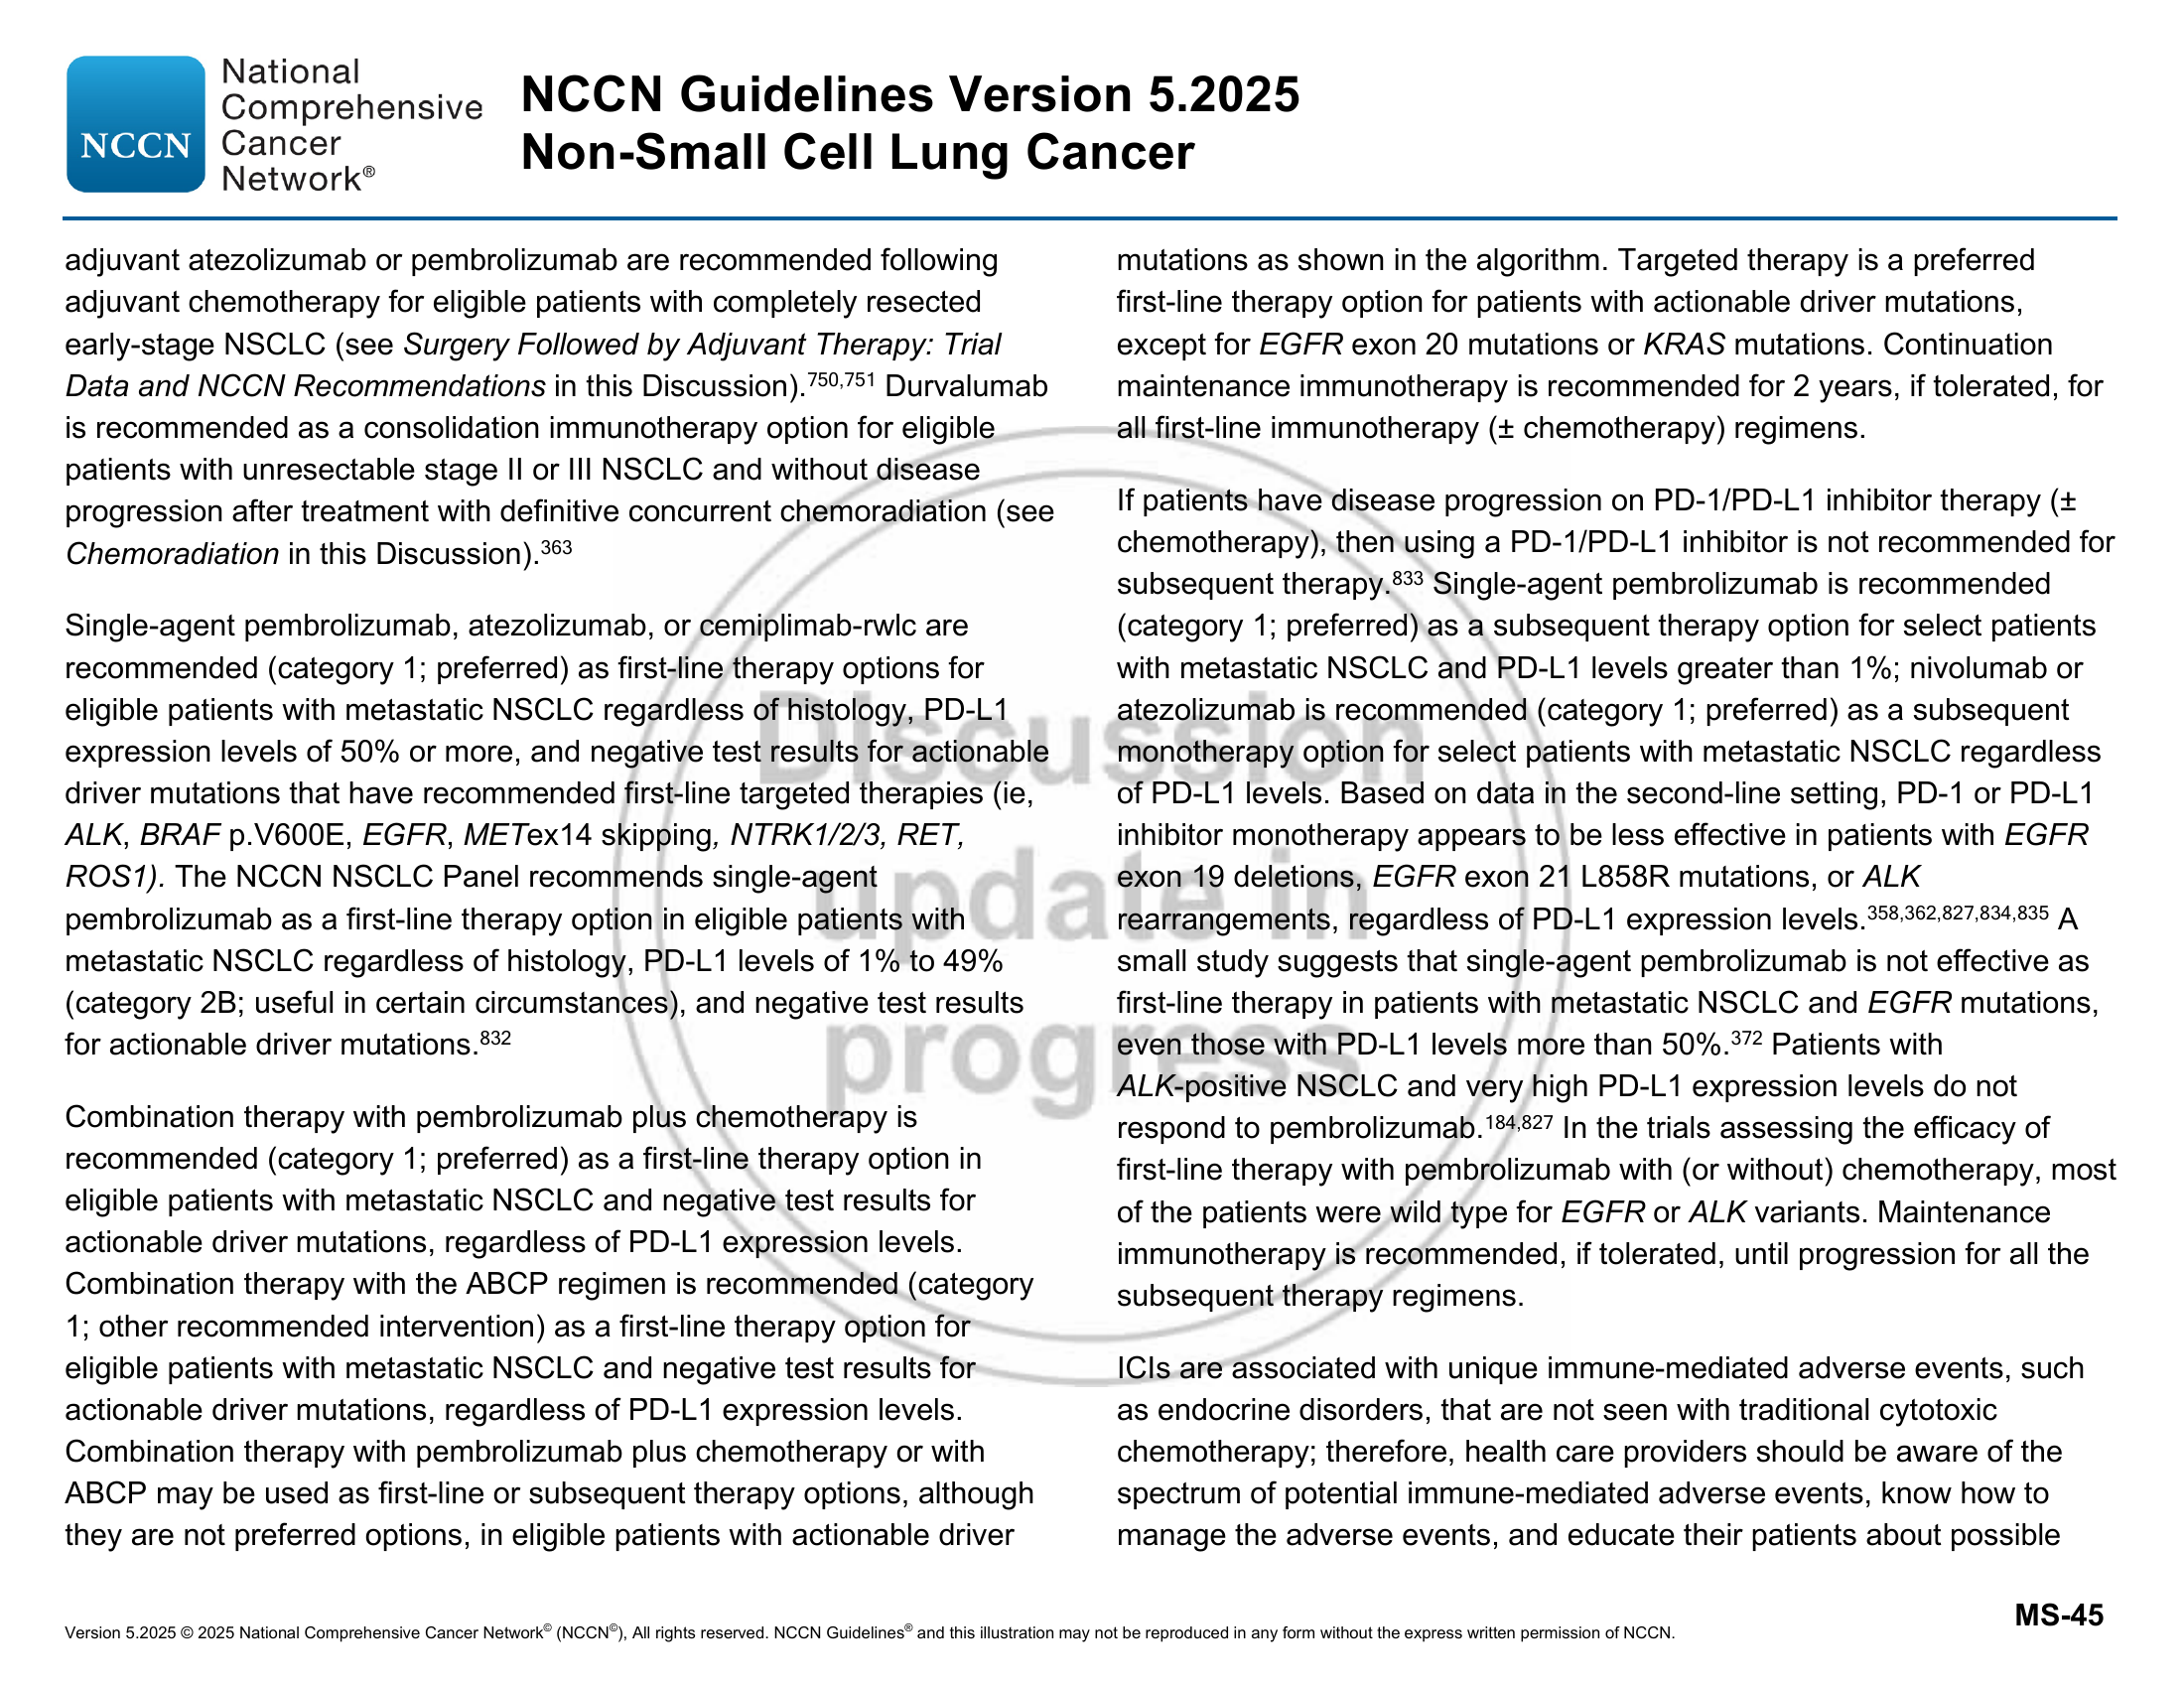 NCCN
National
Comprehensive
Cancer
Network®
NCCN Guidelines Version 5.2025
Non-Small Cell Lung Cancer
adjuvant atezolizumab or pembrolizumab are recommended following
adjuvant chemotherapy for eligible patients with completely resected
early-stage NSCLC (see Surgery Followed by Adjuvant Therapy: Trial
Data and NCCN Recommendations in this Discussion).750,751 Durvalumab
is recommended as a consolidation immunotherapy option for eligible
patients with unresectable stage II or III NSCLC and without disease
progression after treatment with definitive concurrent chemoradiation (see
Chemoradiation in this Discussion).363
Single-agent pembrolizumab, atezolizumab, or cemiplimab-rwlc are
recommended (category 1; preferred) as first-line therapy options for
eligible patients with metastatic NSCLC regardless of histology, PD-L1
expression levels of 50% or more, and negative test results for actionable
driver mutations that have recommended first-line targeted therapies (ie,
ALK, BRAF p.V600E, EGFR, METex14 skipping, NTRK1/2/3, RET,
ROS1). The NCCN NSCLC Panel recommends single-agent
pembrolizumab as a first-line therapy option in eligible patients with
metastatic NSCLC regardless of histology, PD-L1 levels of 1% to 49%
(category 2B; useful in certain circumstances), and negative test results
for actionable driver mutations.832
Combination therapy with pembrolizumab plus chemotherapy is
recommended (category 1; preferred) as a first-line therapy option in
eligible patients with metastatic NSCLC and negative test results for
actionable driver mutations, regardless of PD-L1 expression levels.
Combination therapy with the ABCP regimen is recommended (category
1; other recommended intervention) as a first-line therapy option for
eligible patients with metastatic NSCLC and negative test results for
actionable driver mutations, regardless of PD-L1 expression levels.
Combination therapy with pembrolizumab plus chemotherapy or with
ABCP may be used as first-line or subsequent therapy options, although
they are not preferred options, in eligible patients with actionable driver
mutations as shown in the algorithm. Targeted therapy is a preferred
first-line therapy option for patients with actionable driver mutations,
except for EGFR exon 20 mutations or KRAS mutations. Continuation
maintenance immunotherapy is recommended for 2 years, if tolerated, for
all first-line immunotherapy (± chemotherapy) regimens.
If patients have disease progression on PD-1/PD-L1 inhibitor therapy (±
chemotherapy), then using a PD-1/PD-L1 inhibitor is not recommended for
subsequent therapy.833 Single-agent pembrolizumab is recommended
(category 1; preferred) as a subsequent therapy option for select patients
with metastatic NSCLC and PD-L1 levels greater than 1%; nivolumab or
atezolizumab is recommended (category 1; preferred) as a subsequent
monotherapy option for select patients with metastatic NSCLC regardless
of PD-L1 levels. Based on data in the second-line setting, PD-1 or PD-L1
inhibitor monotherapy appears to be less effective in patients with EGFR
exon 19 deletions, EGFR exon 21 L858R mutations, or ALK
rearrangements, regardless of PD-L1 expression levels.358,362,827,834,835 A
small study suggests that single-agent pembrolizumab is not effective as
first-line therapy in patients with metastatic NSCLC and EGFR mutations,
even those with PD-L1 levels more than 50%.372 Patients with
ALK-positive NSCLC and very high PD-L1 expression levels do not
respond to pembrolizumab.184,827 In the trials assessing the efficacy of
first-line therapy with pembrolizumab with (or without) chemotherapy, most
of the patients were wild type for EGFR or ALK variants. Maintenance
immunotherapy is recommended, if tolerated, until progression for all the
subsequent therapy regimens.
ICIs are associated with unique immune-mediated adverse events, such
as endocrine disorders, that are not seen with traditional cytotoxic
chemotherapy; therefore, health care providers should be aware of the
spectrum of potential immune-mediated adverse events, know how to
manage the adverse events, and educate their patients about possible
Discussion
update in
progress
MS-45
Version 5.2025 © 2025 National Comprehensive Cancer Network© (NCCN©), All rights reserved. NCCN Guidelines® and this illustration may not be reproduced in any form without the express written permission of NCCN.